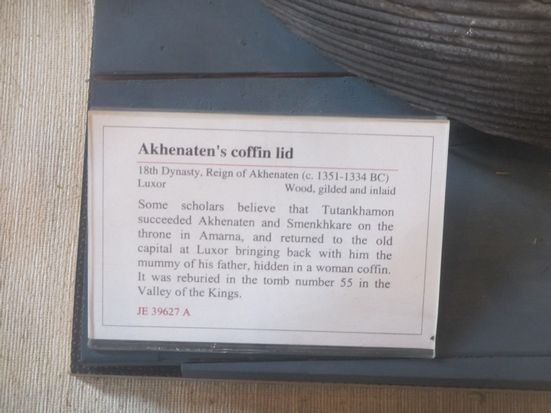 Akhenaten's coffin lid
18th Dynasty, Reign of Akhenaten (c. 1351-1334 BC)
Luxor Wood, gilded and inlaid
Some scholars believe that Tutankhamon
succeeded Akhenaten and Smenkhkare on the
throne in Amarna, and returned to the old
capital at Luxor bringing back with him the
mummy of his father, hidden in a woman coffin.
It was reburied in the tomb number 55 in the
Valley of the Kings.
JE 39627 A